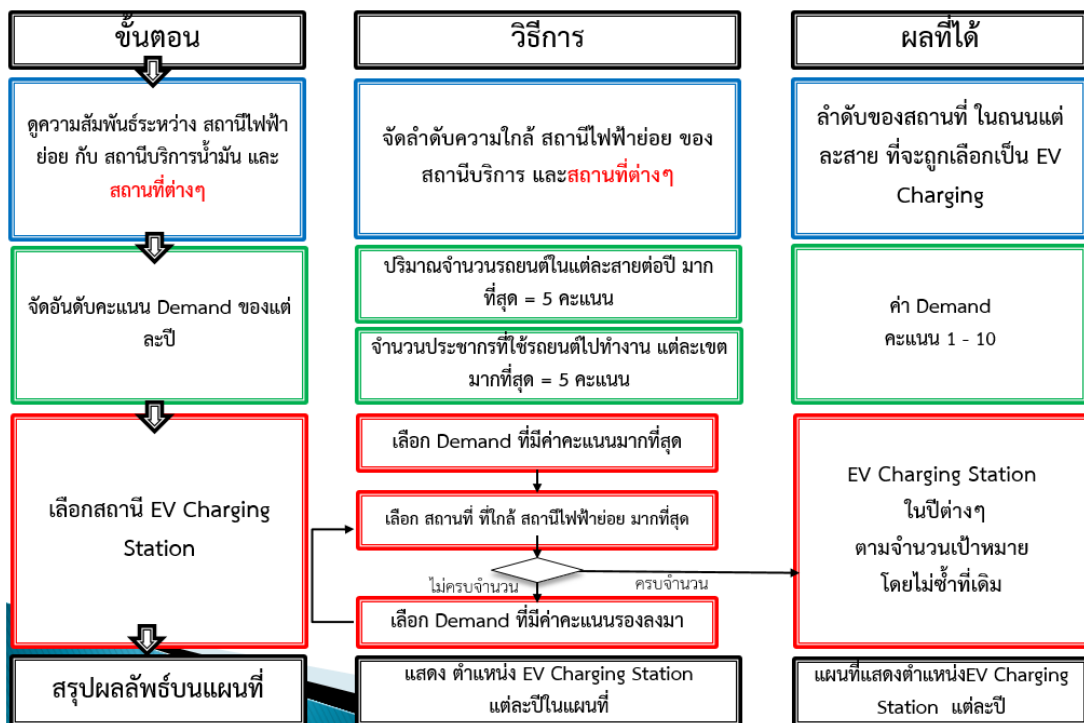 ขั้นตอน
วิธีการ
ผลที่ได้
ดูความสัมพันธ์ระหว่าง สถานีไฟฟ้า
ย่อย กับ สถานีบริการน้ำมัน และ
สถานที่ต่างๆ
จัดลำดับความใกล้ สถานีไฟฟ้าย่อย ของ
สถานีบริการ และสถานที่ต่างๆ
ลำดับของสถานที่ ในถนนแต่
ละสาย ที่จะถูกเลือกเป็น EV
Charging
จัดอันดับคะแนน Demand ของแต่
ละปี
ปริมาณจำนวนรถยนต์ในแต่ละสายต่อปี มาก
ที่สุด = 5 คะแนน
จำนวนประชากรที่ใช้รถยนต์ไปทำงาน แต่ละเขต
มากที่สุด = 5 คะแนน
ค่า Demand
คะแนน 1 - 10
เลือกสถานี EV Charging
Station
เลือก Demand ที่มีค่าคะแนนมากที่สุด
เลือก สถานที่ ที่ใกล้ สถานีไฟฟ้าย่อย มากที่สุด
ไม่ครบจำนวน
ครบจำนวน
เลือก Demand ที่มีค่าคะแนนรองลงมา
EV Charging Station
ในปีต่างๆ
ตามจำนวนเป้าหมาย
โดยไม่ซ้ำที่เดิม
สรุปผลลัพธ์บนแผนที่
แสดง ตำแหน่ง EV Charging Station
แต่ละปีในแผนที่
แผนที่แสดงตำแหน่งEV Charging
Station แต่ละปี